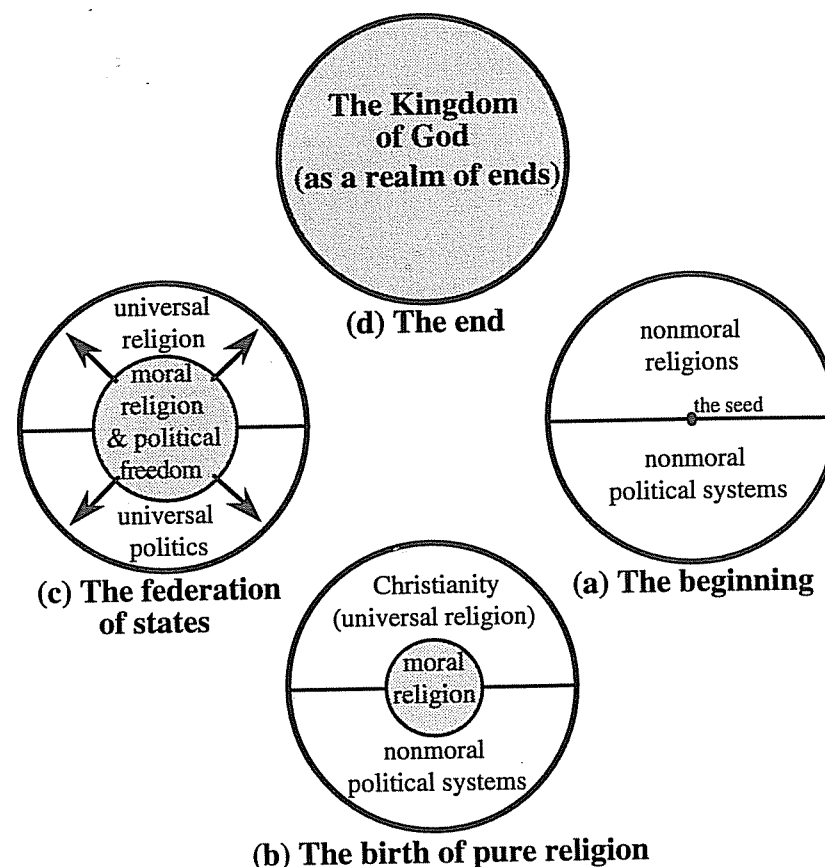 The Kingdom
of God
(as a realm of ends)
(d) The end
universal
religion
moral
religion
& political
freedom
universal
politics
(c) The federation
of states
nonmoral
religions
the seed
nonmoral
political systems
(a) The beginning
Christianity
(universal religion)
moral
religion
nonmoral
political systems
(b) The birth of pure religion